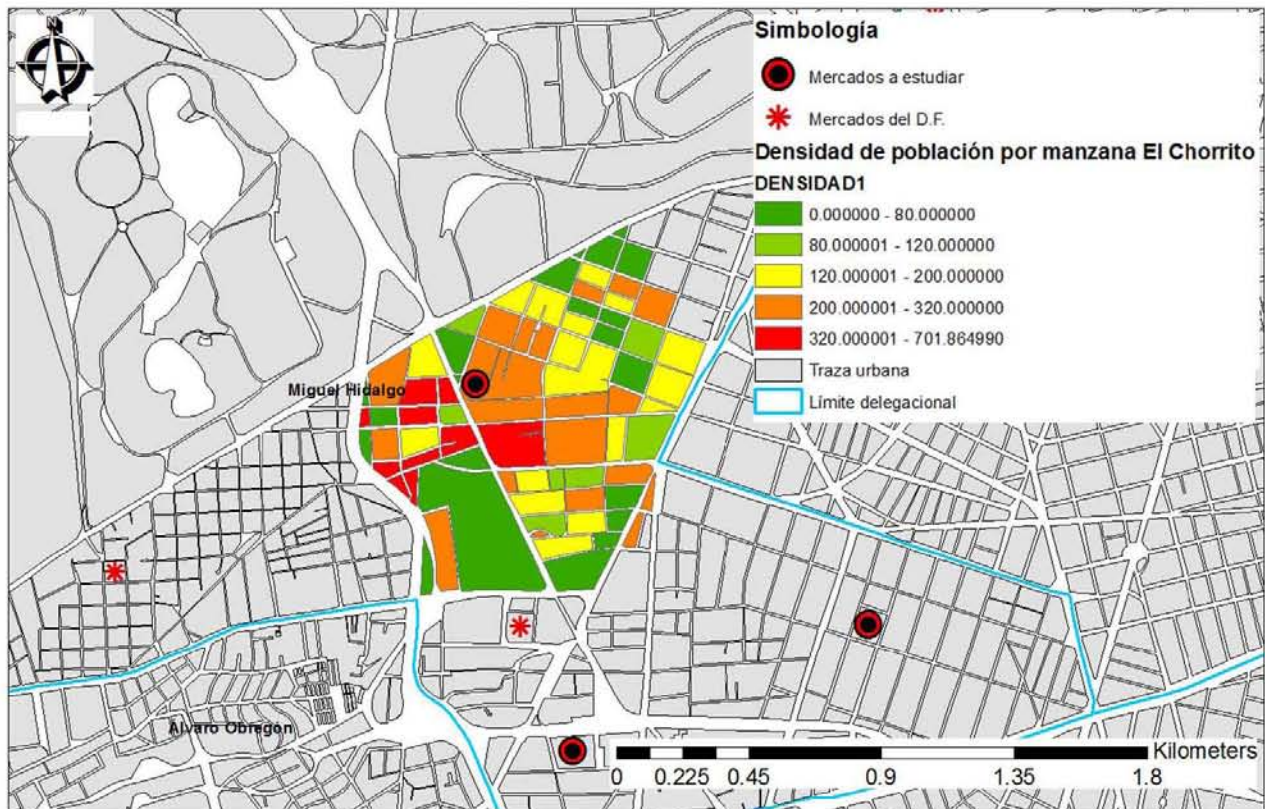 N
Simbología
Mercados a estudiar
Mercados del D.F.
Densidad de población por manzana El Chorrito
DENSIDAD1
0.000000 - 80.000000
80.000001 - 120.000000
120.000001 - 200.000000
200.000001 - 320.000000
320.000001 - 701.864990
Traza urbana
Límite delegacional
Miguel Hidalgo
Alvaro Obregón
Kilometers
0 0.225 0.45 0.9 1.35 1.8